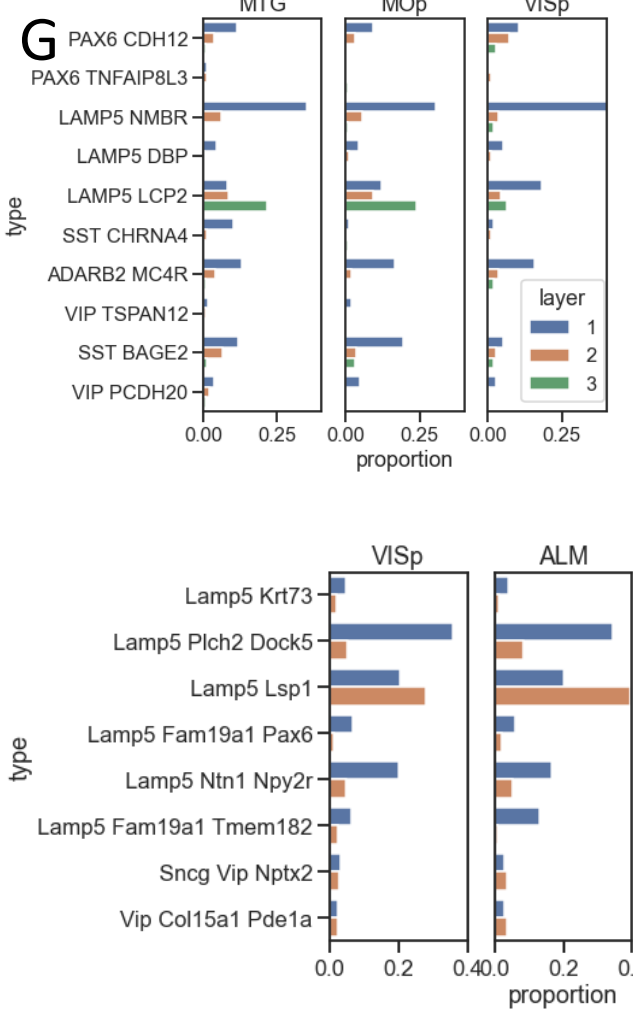 G
MTG MOp VISp
PAX6 CDH12
PAX6 TNFAIP8L3
LAMP5 NMBR
LAMP5 DBP
LAMP5 LCP2
SST CHRNA4
ADARB2 MC4R
VIP TSPAN12
SST BAGE2
VIP PCDH20
type
layer
1
2
3
0.00 0.25 0.00 0.25 0.00 0.25
proportion
VISp ALM
Lamp5 Krt73
Lamp5 Plch2 Dock5
Lamp5 Lsp1
Lamp5 Fam19a1 Pax6
Lamp5 Ntn1 Npy2r
Lamp5 Fam19a1 Tmem182
Sncg Vip Nptx2
Vip Col15a1 Pde1a
type
0.0 0.2 0.4 0.0 0.2 0.
proportion